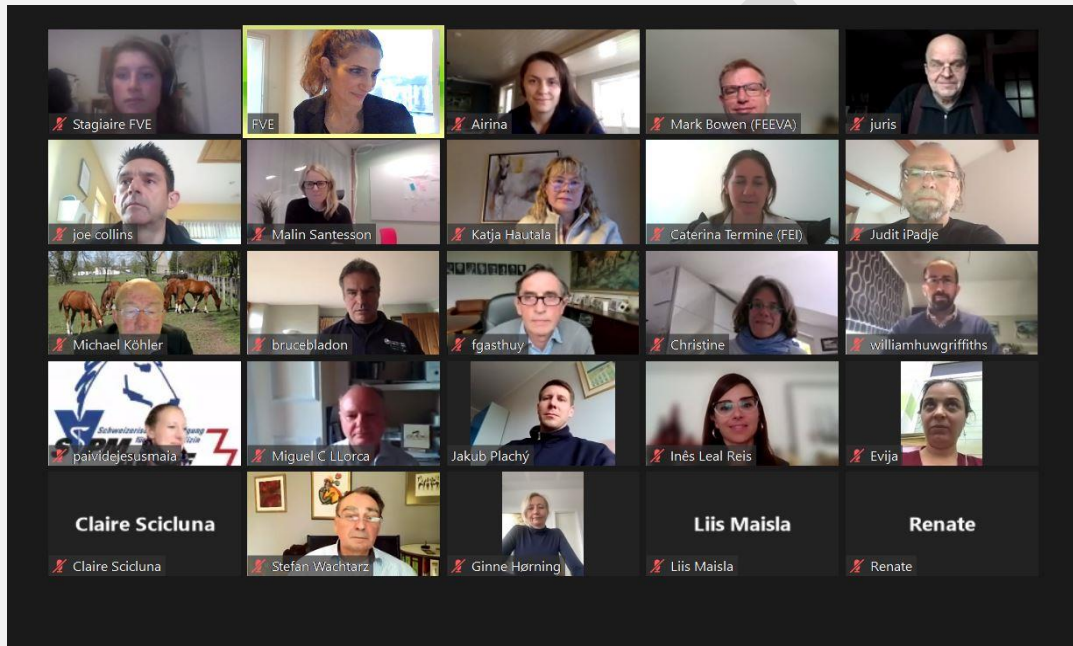 Stagiaire FVE
FVE
Airina
Mark Bowen (FEEVA)
juris
joe collins
Malin Santesson
Katja Hautala
Caterina Termine (FEI)
Judit iPadje
Michael Köhler
brucebladon
fgasthuy
Christine
williamhuwgriffiths
Schweizeris
paividejesusmaia
Miguel C LLorca
Jakub Plachý
Inês Leal Reis
Evija
Claire Scicluna
Claire Scicluna
Stefan Wachtarz
Ginne Hørning
Liis Maisla
Liis Maisla
Renate
Renate